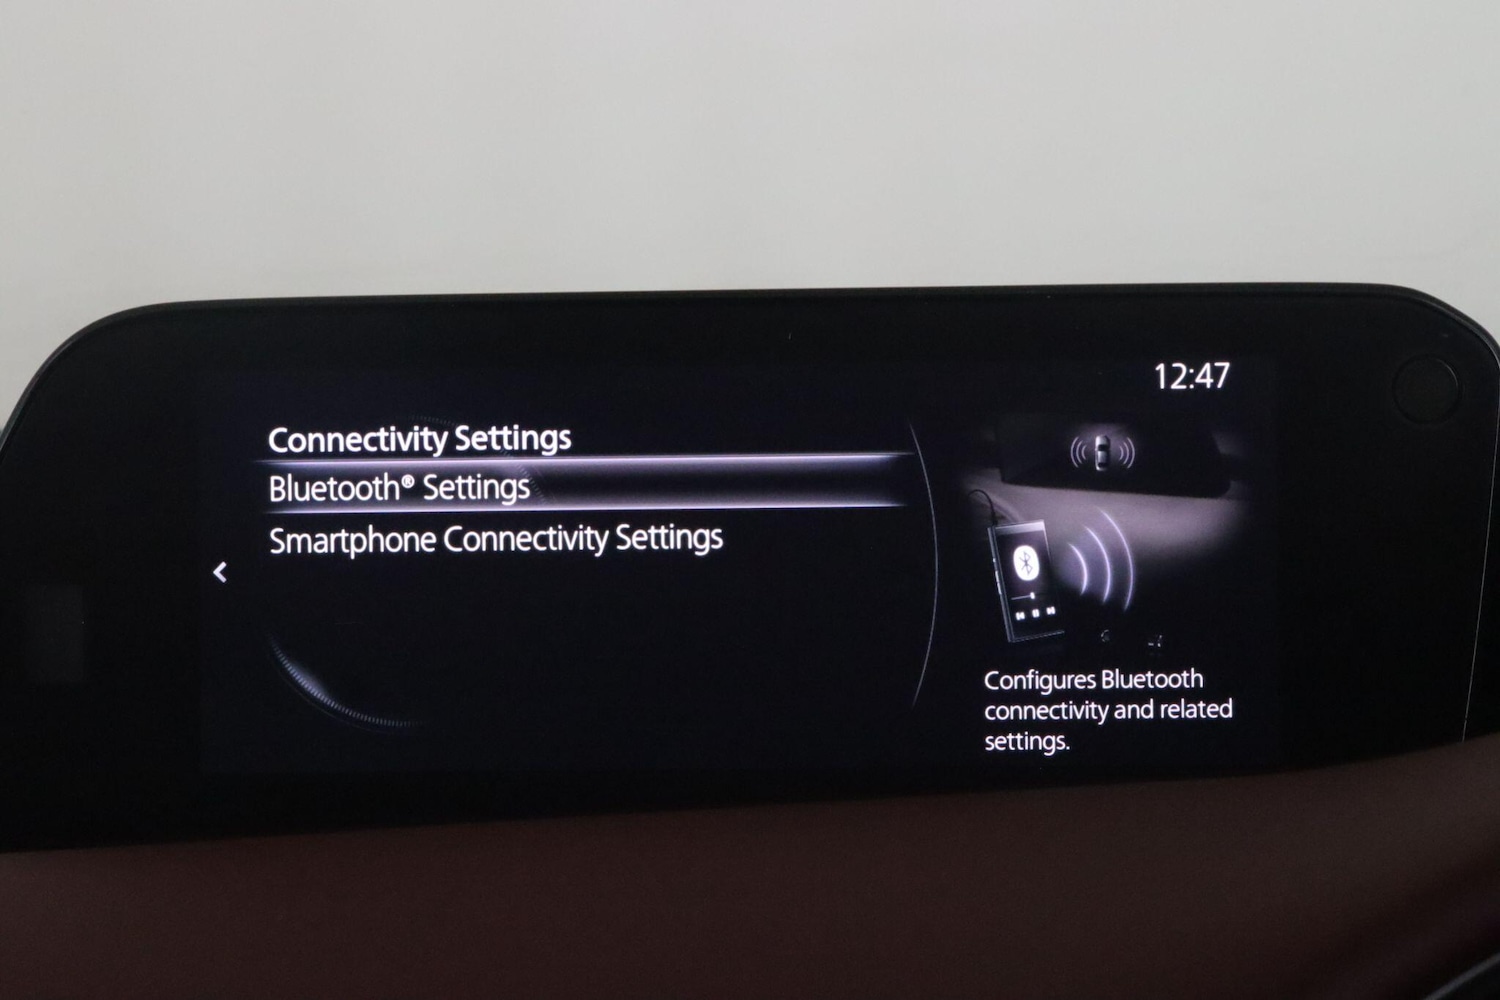 12:47
Connectivity Settings
Bluetooth® Settings
Smartphone Connectivity Settings
Configures Bluetooth
connectivity and related
settings.